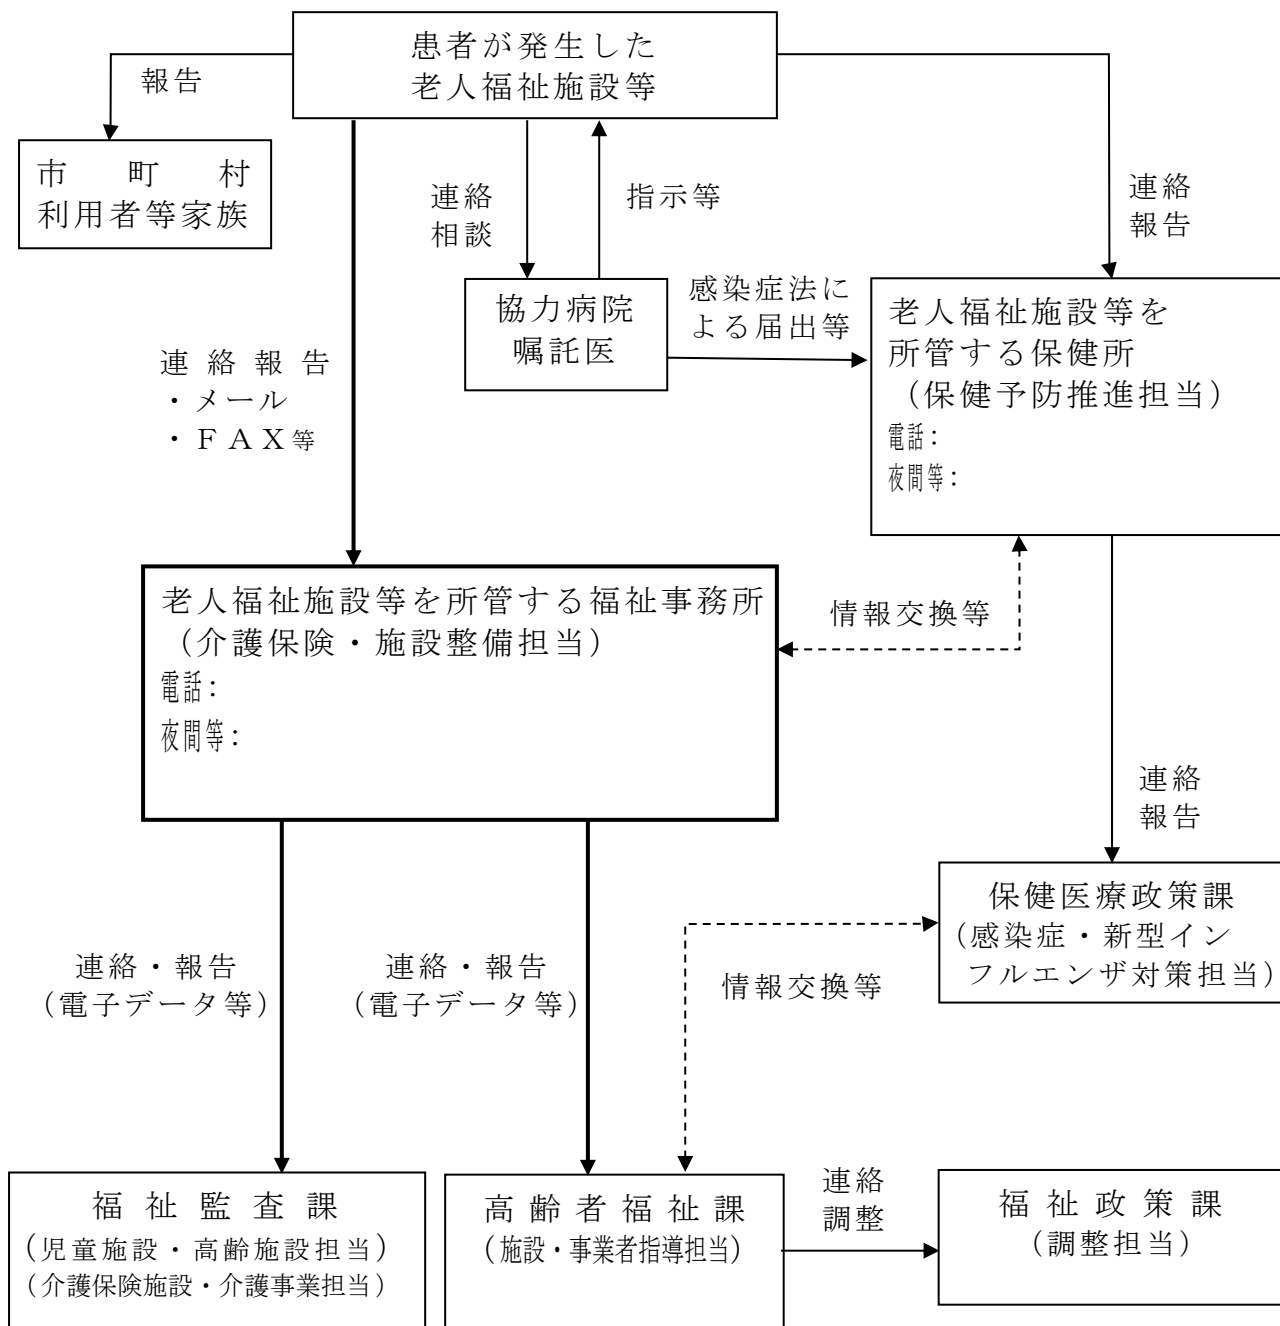 患者が発生した
老人福祉施設等
報告
市町村
利用者等家族
連絡
相談
指示等
連絡
報告
協力病院
嘱託医
感染症法に
よる届出等
老人福祉施設等を
所管する保健所
（保健予防推進担当）
電話：
夜間等：
連絡報告
・メール
・ＦＡＸ等
老人福祉施設等を所管する福祉事務所
（介護保険・施設整備担当）
電話：
夜間等：
情報交換等
連絡
報告
保健医療政策課
（感染症・新型イン
フルエンザ対策担当）
連絡・報告
（電子データ等）
連絡・報告
（電子データ等）
情報交換等
福祉監査課
（児童施設・高齢施設担当）
（介護保険施設・介護事業担当）
高齢者福祉課
（施設・事業者指導担当）
連絡
調整
福祉政策課
（調整担当）